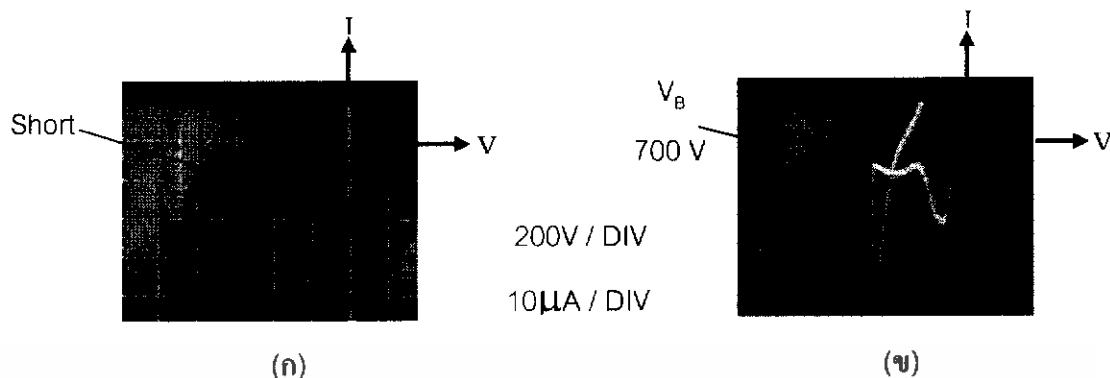 I
I
Short
V
V_B
700 V
V
200V / DIV
10μA / DIV
(ก)
(ข)